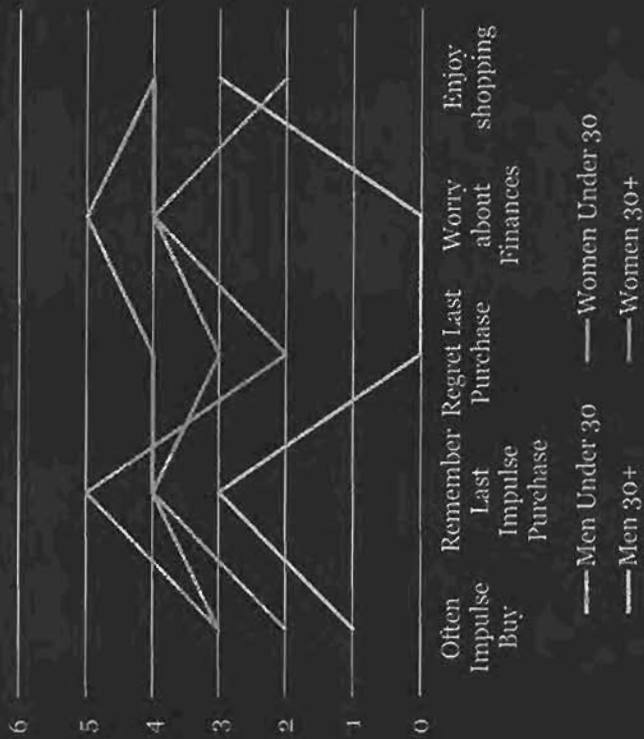 6
5
4
3
2
1
0
Often
Impulse
Buy
Remember
Last
Impulse
Purchase
Regret Last
Purchase
Worry
about
Finances
Enjoy
shopping
Men Under 30
Women Under 30
Men 30+
Women 30+